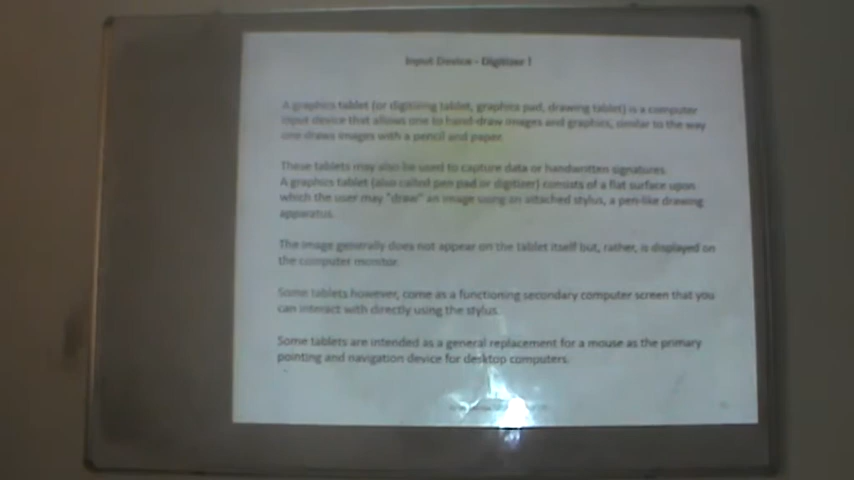 Input Device - Digitizer I
A graphics tablet (or digitizing tablet, graphics pad, drawing tablet) is a computer
input device that allows one to hand-draw images and graphics, similar to the way
one draws images with a pencil and paper.
These tablets may also be used to capture data or handwritten signatures.
A graphics tablet (also called pen pad or digitizer) consists of a flat surface upon
which the user may "draw" an image using an attached stylus, a pen-like drawing
apparatus.
The image generally does not appear on the tablet itself but, rather, is displayed on
the computer monitor.
Some tablets however, come as a functioning secondary computer screen that you
can interact with directly using the stylus.
Some tablets are intended as a general replacement for a mouse as the primary
pointing and navigation device for desktop computers.